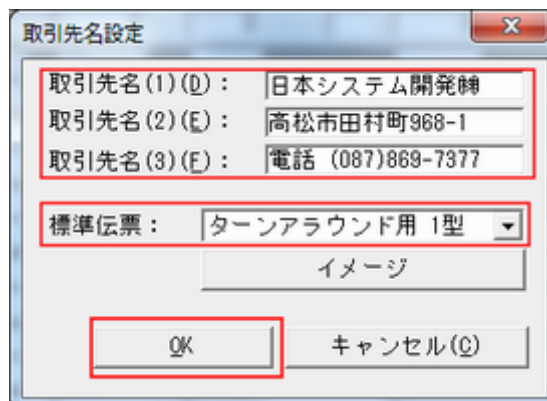 取引先名設定
取引先名(1)(D): 日本システム開発㈱
取引先名(2)(E): 高松市田村町968-1
取引先名(3)(F): 電話 (087)869-7377
標準伝票: ターンアラウンド用 1型
イメージ
OK キャンセル(C)